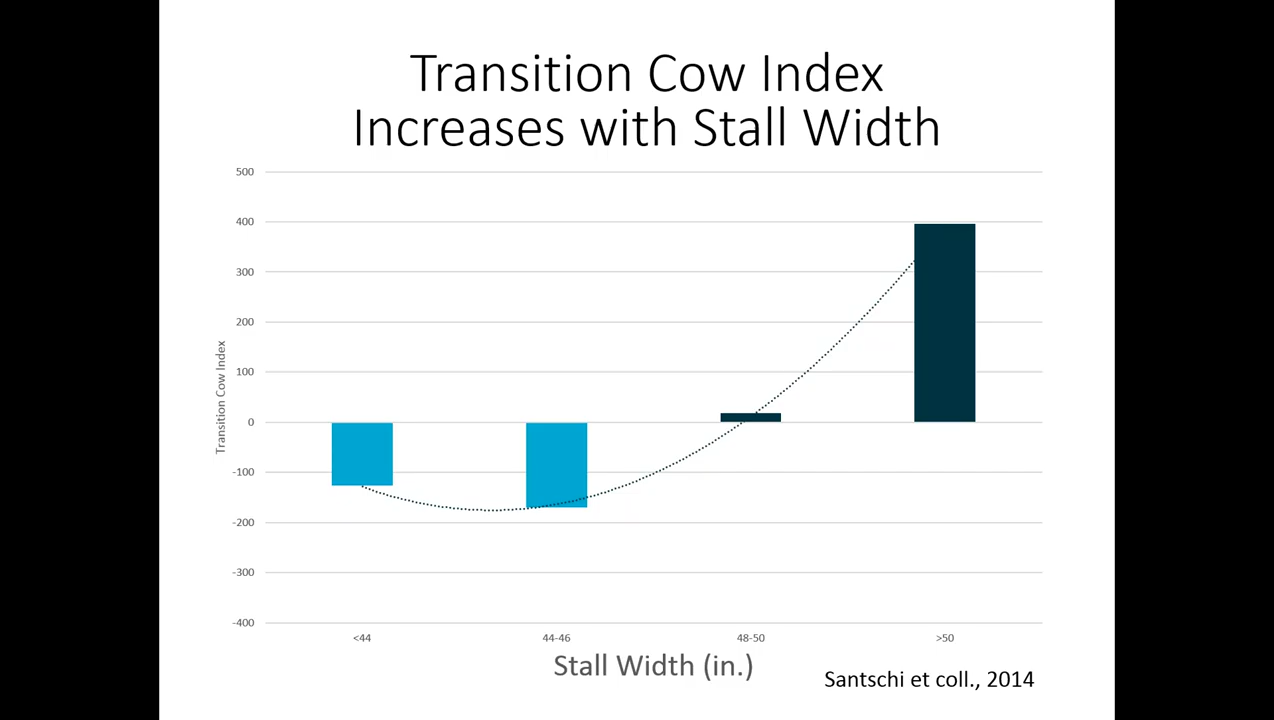 Transition Cow Index
Increases with Stall Width
500
400
300
200
100
0
-100
-200
-300
-400
Transition Cow Index
<44
44-46
48-50
>50
Stall Width (in.)
Santschi et coll., 2014